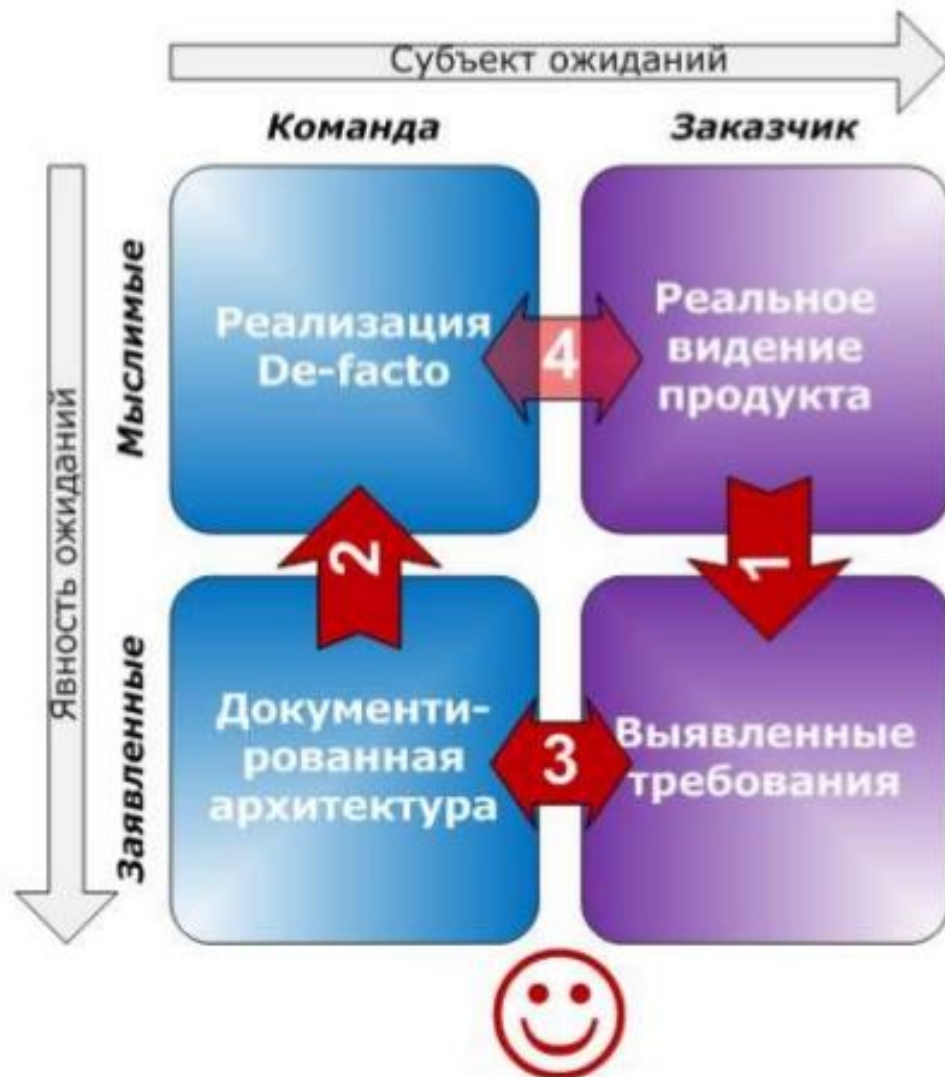 Субъект ожиданий
Команда
Заказчик
Явность ожиданий
Мыслимые
Реализация
De-facto
4
Реальное
видение
продукта
2
1
Заявленные
Документи-
рованная
архитектура
3
Выявленные
требования